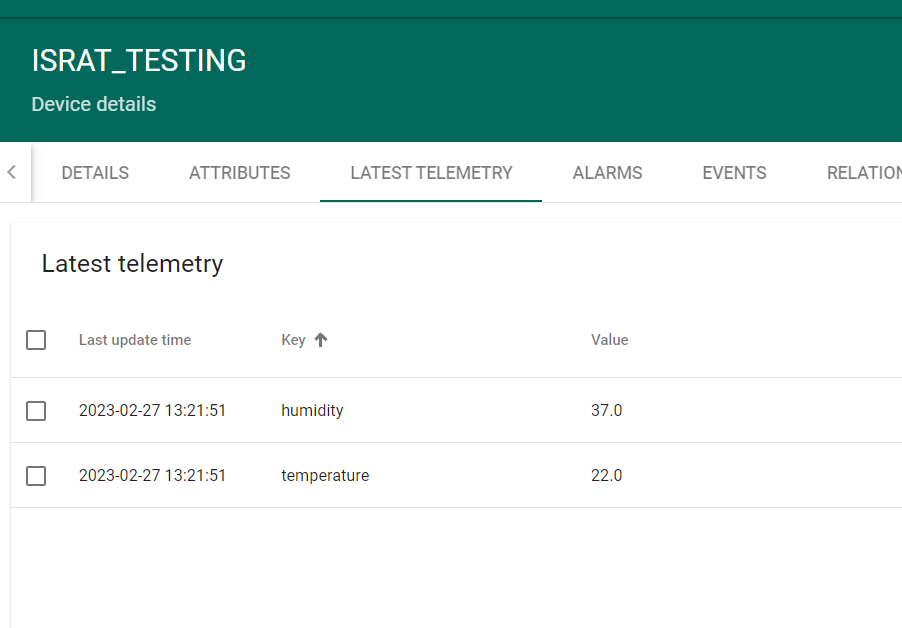 ISRAT_TESTING
Device details
DETAILS ATTRIBUTES LATEST TELEMETRY ALARMS EVENTS RELATION
Latest telemetry
Last update time Key Value
2023-02-27 13:21:51 humidity 37.0
2023-02-27 13:21:51 temperature 22.0